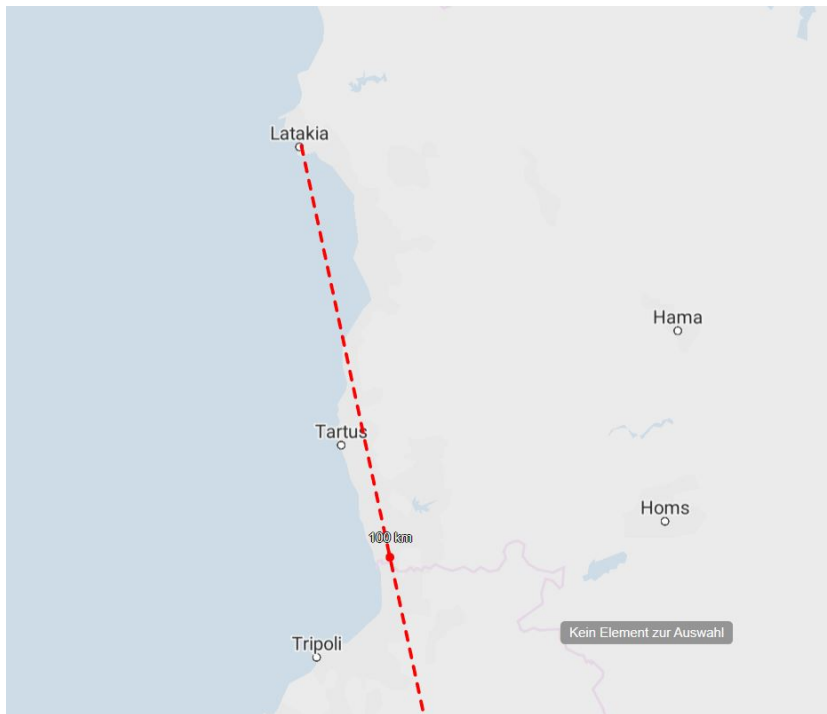 Latakia
Hama
Tartus
Homs
100 km
Kein Element zur Auswahl
Tripoli